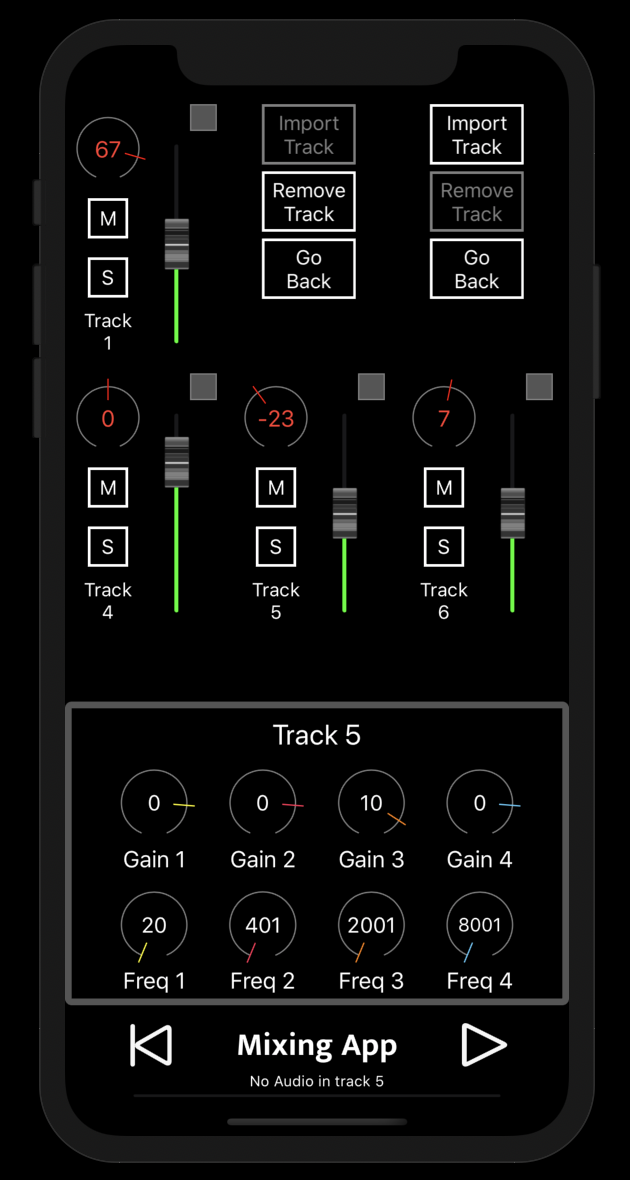 67
M
S
Track
1
Import
Track
Remove
Track
Go
Back
Import
Track
Remove
Track
Go
Back
0
M
S
Track
4
-23
M
S
Track
5
7
M
S
Track
6
Track 5
0
0
10
0
Gain 1
Gain 2
Gain 3
Gain 4
20
401
2001
8001
Freq 1
Freq 2
Freq 3
Freq 4
Mixing App
No Audio in track 5